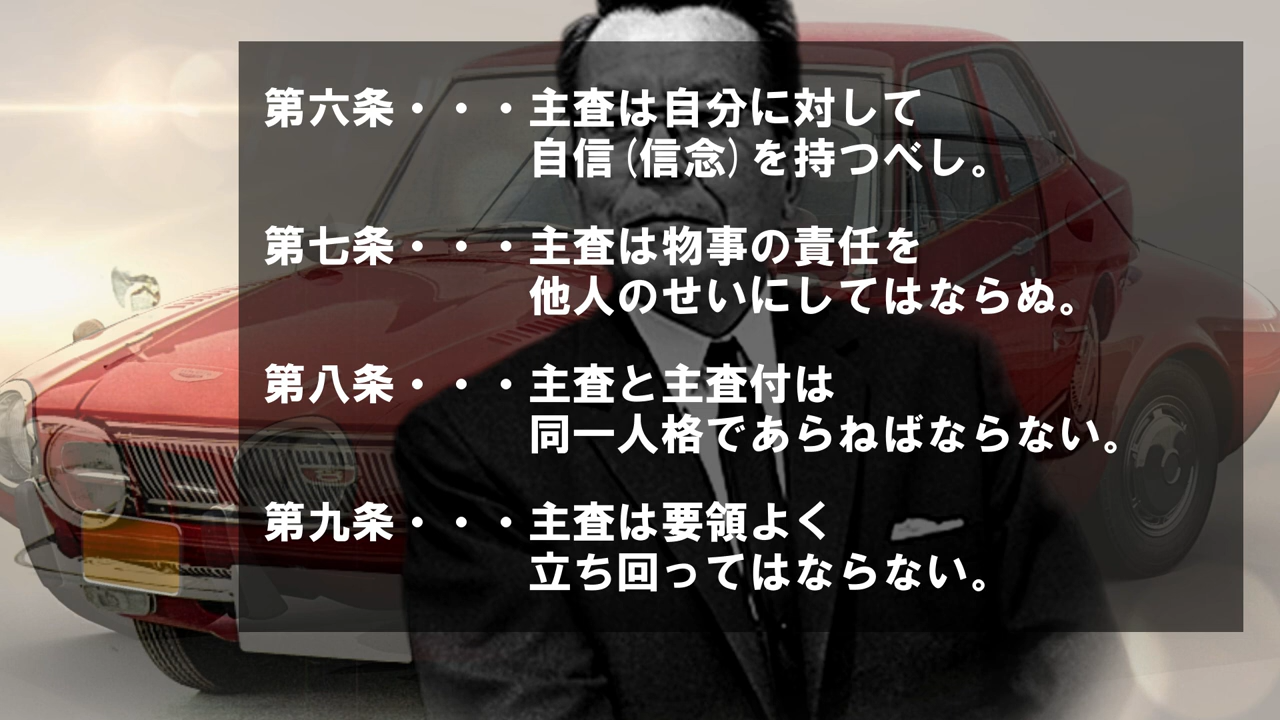 第六条・・・主査は自分に対して
自信(信念)を持つべし。
第七条・・・主査は物事の責任を
他人のせいにしてはならぬ。
第八条・・・主査と主査付は
同一人格であらねばならない。
第九条・・・主査は要領よく
立ち回ってはならない。